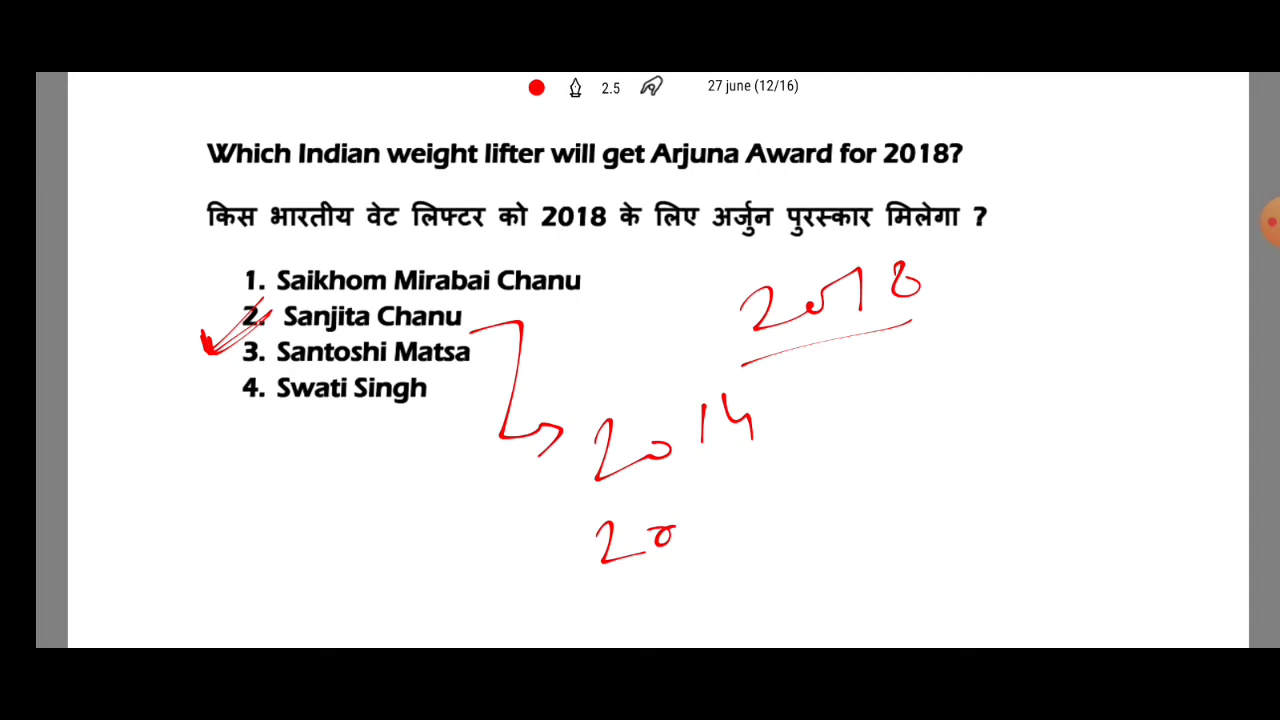 2.5 27 june (12/16)
Which Indian weight lifter will get Arjuna Award for 2018?
किस भारतीय वेट लिफ्टर को 2018 के लिए अर्जुन पुरस्कार मिलेगा ?
1. Saikhom Mirabai Chanu
2. Sanjita Chanu
3. Santoshi Matsa
4. Swati Singh
2018
2014
20